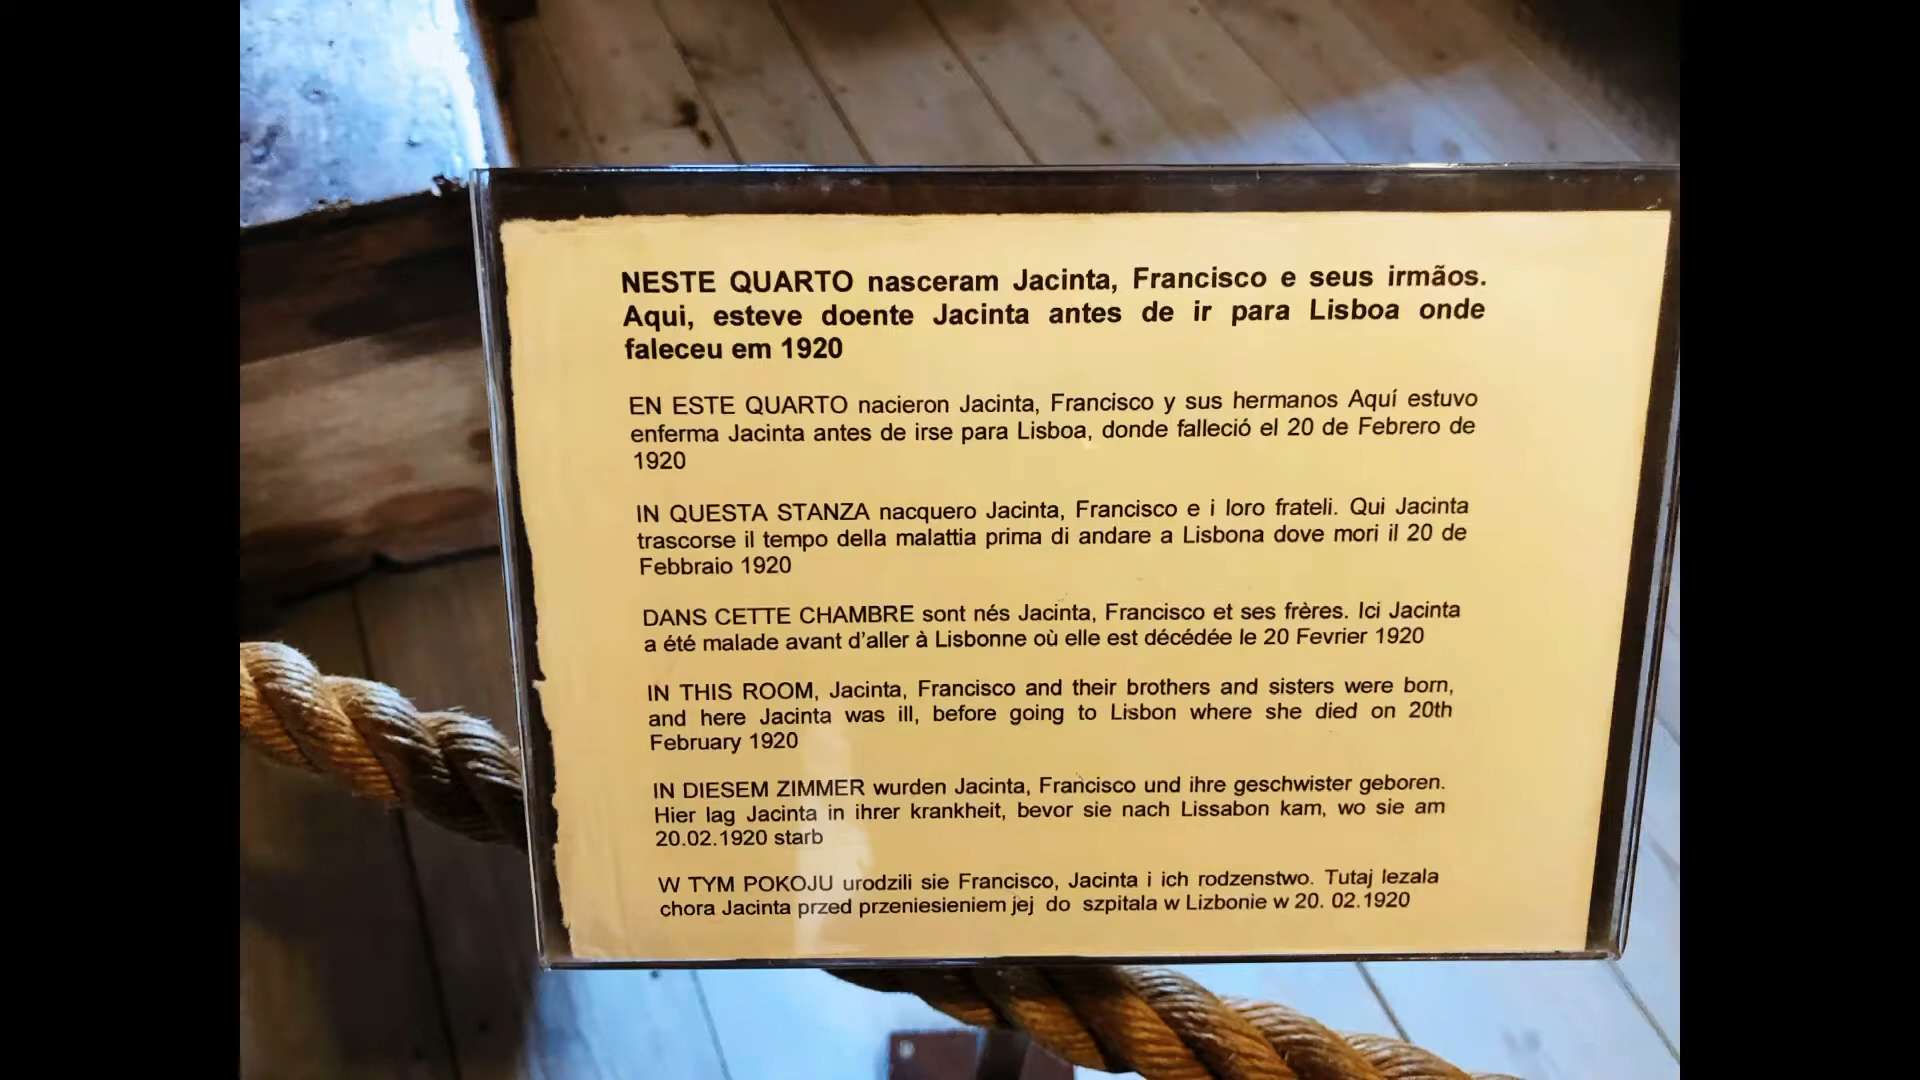 NESTE QUARTO nasceram Jacinta, Francisco e seus irmãos.
Aqui, esteve doente Jacinta antes de ir para Lisboa onde
faleceu em 1920
EN ESTE QUARTO nacieron Jacinta, Francisco y sus hermanos Aquí estuvo
enferma Jacinta antes de irse para Lisboa, donde falleció el 20 de Febrero de
1920
IN QUESTA STANZA nacquero Jacinta, Francisco e i loro frateli. Qui Jacinta
trascorse il tempo della malattia prima di andare a Lisbona dove mori il 20 de
Febbraio 1920
DANS CETTE CHAMBRE sont nés Jacinta, Francisco et ses frères. Ici Jacinta
a été malade avant d'aller à Lisbonne où elle est décédée le 20 Fevrier 1920
IN THIS ROOM, Jacinta, Francisco and their brothers and sisters were born,
and here Jacinta was ill, before going to Lisbon where she died on 20th
February 1920
IN DIESEM ZIMMER wurden Jacinta, Francisco und ihre geschwister geboren.
Hier lag Jacinta in ihrer krankheit, bevor sie nach Lissabon kam, wo sie am
20.02.1920 starb
W TYM POKOJU urodzili sie Francisco, Jacinta i ich rodzenstwo. Tutaj lezala
chora Jacinta przed przeniesieniem jej do szpitala w Lizbonie w 20. 02.1920